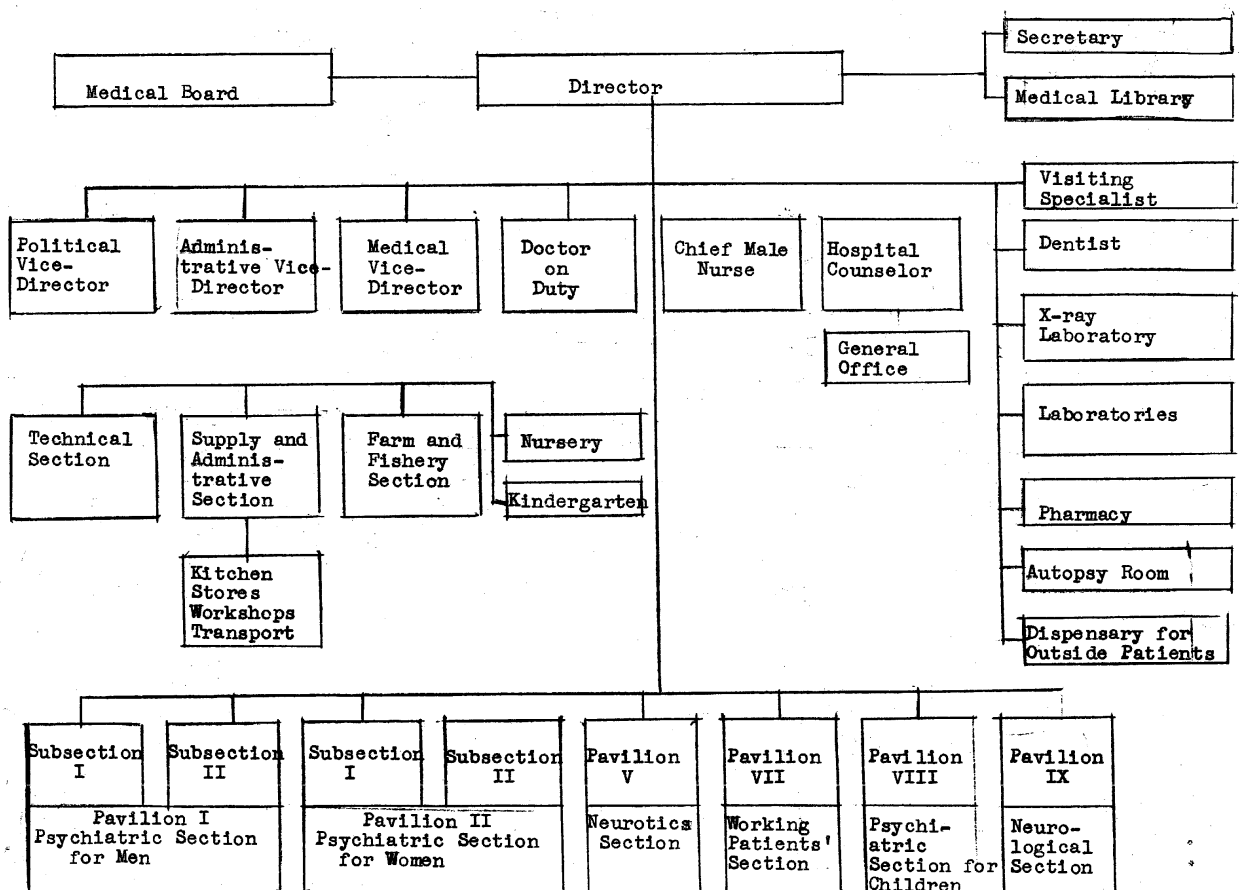 Secretary
Medical Board
Director
Medical Library
Visiting
Specialist
Political
Vice-
Director
Adminis-
trative Vice-
Director
Medical
Vice-
Director
Doctor
on
Duty
Chief Male
Nurse
Hospital
Counselor
General
Office
Dentist
X-ray
Laboratory
Laboratories
Pharmacy
Autopsy Room
Dispensary for
Outside Patients
Technical
Section
Supply and
Adminis-
trative
Section
Farm and
Fishery
Section
Nursery
Kindergarten
Kitchen
Stores
Workshops
Transport
Subsection
I
Subsection
II
Pavilion I
Psychiatric Section
for Men
Subsection
I
Subsection
II
Pavilion II
Psychiatric Section
for Women
Pavilion
V
Neurotics
Section
Pavilion
VII
Working
Patients'
Section
Pavilion
VIII
Psychi-
atric
Section for
Children
Pavilion
IX
Neuro-
logical
Section